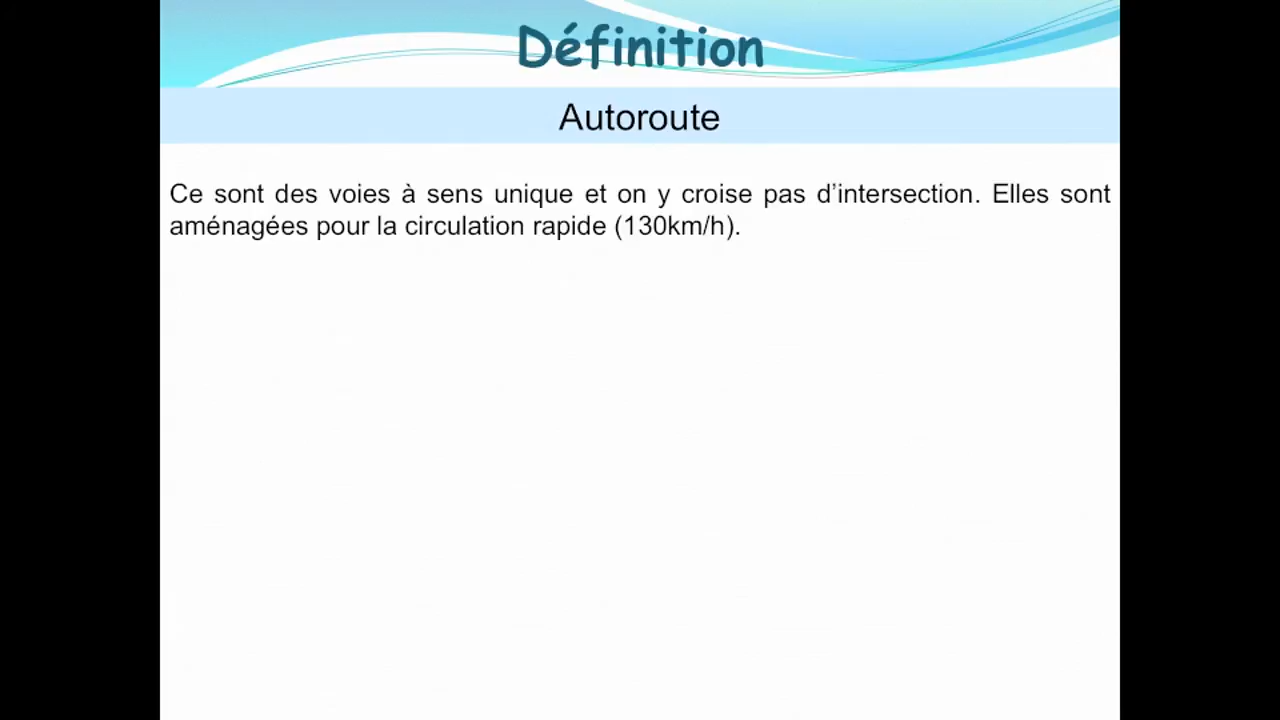 Définition
Autoroute
Ce sont des voies à sens unique et on y croise pas d’intersection. Elles sont
aménagées pour la circulation rapide (130km/h).